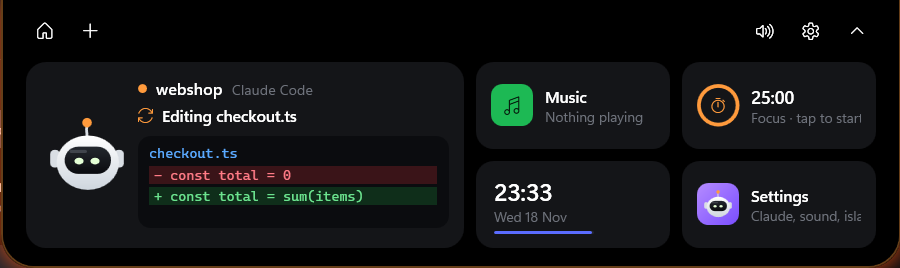 webshop Claude Code
Editing checkout.ts
checkout.ts
− const total = 0
+ const total = sum(items)
Music
Nothing playing
25:00
Focus · tap to start
23:33
Wed 18 Nov
Settings
Claude, sound, isla